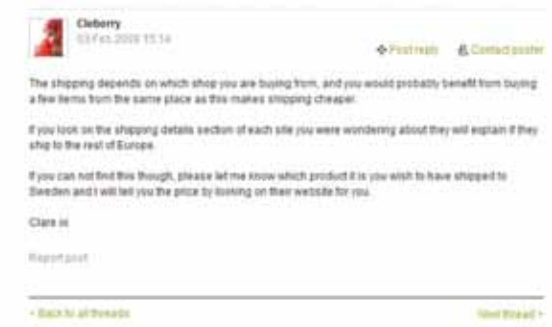 Cleberry
03 Feb 2009 15:14
Post reply Contact poster
The shipping depends on which shop you are buying from, and you would probably benefit from buying
a few items from the same place as this makes shipping cheaper.
If you look on the shipping details section of each site you were wondering about they will explain if they
ship to the rest of Europe.
If you can not find this though, please let me know which product it is you wish to have shipped to
Sweden and I will tell you the price by looking on their website for you.
Clare
Report post
Back to all threads
Next thread